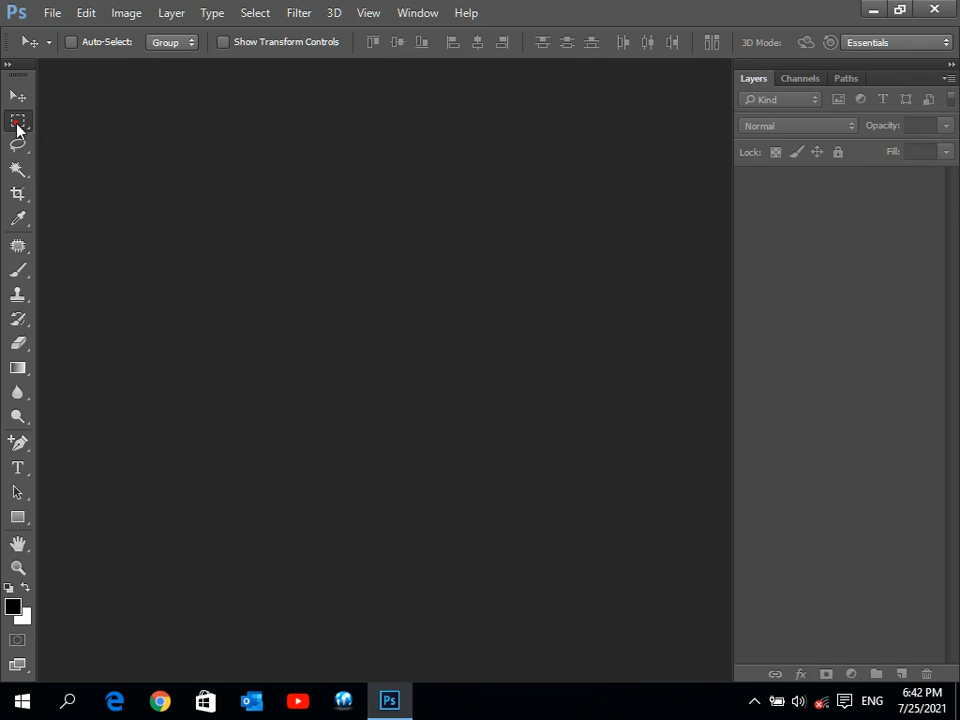 Ps File Edit Image Layer Type Select Filter 3D View Window Help
Auto-Select: Group Show Transform Controls 3D Mode: Essentials
Layers Channels Paths
Kind T
Normal Opacity:
Lock: Fill:
T
Ps ENG 6:42 PM
7/25/2021